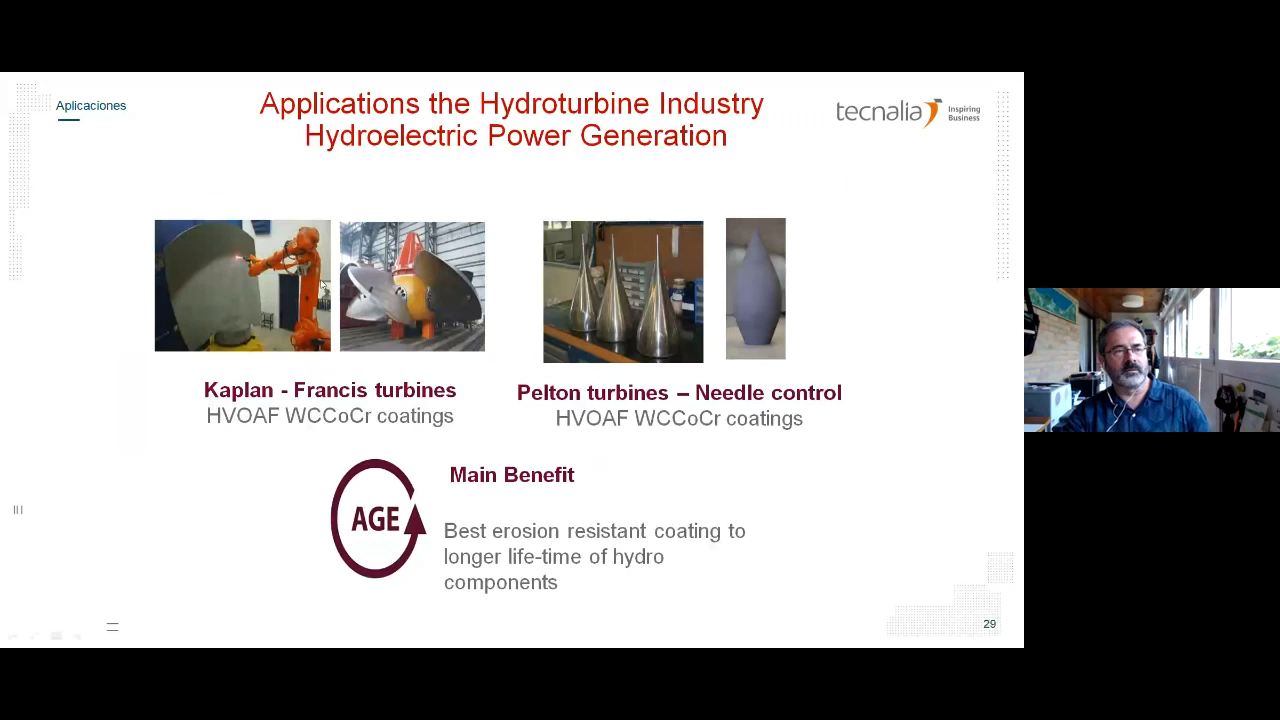 Aplicaciones
Applications the Hydroturbine Industry
Hydroelectric Power Generation
tecnalia
Inspiring
Business
Kaplan - Francis turbines
HVOAF WCCoCr coatings
Pelton turbines – Needle control
HVOAF WCCoCr coatings
AGE
Main Benefit
Best erosion resistant coating to
longer life-time of hydro
components
29